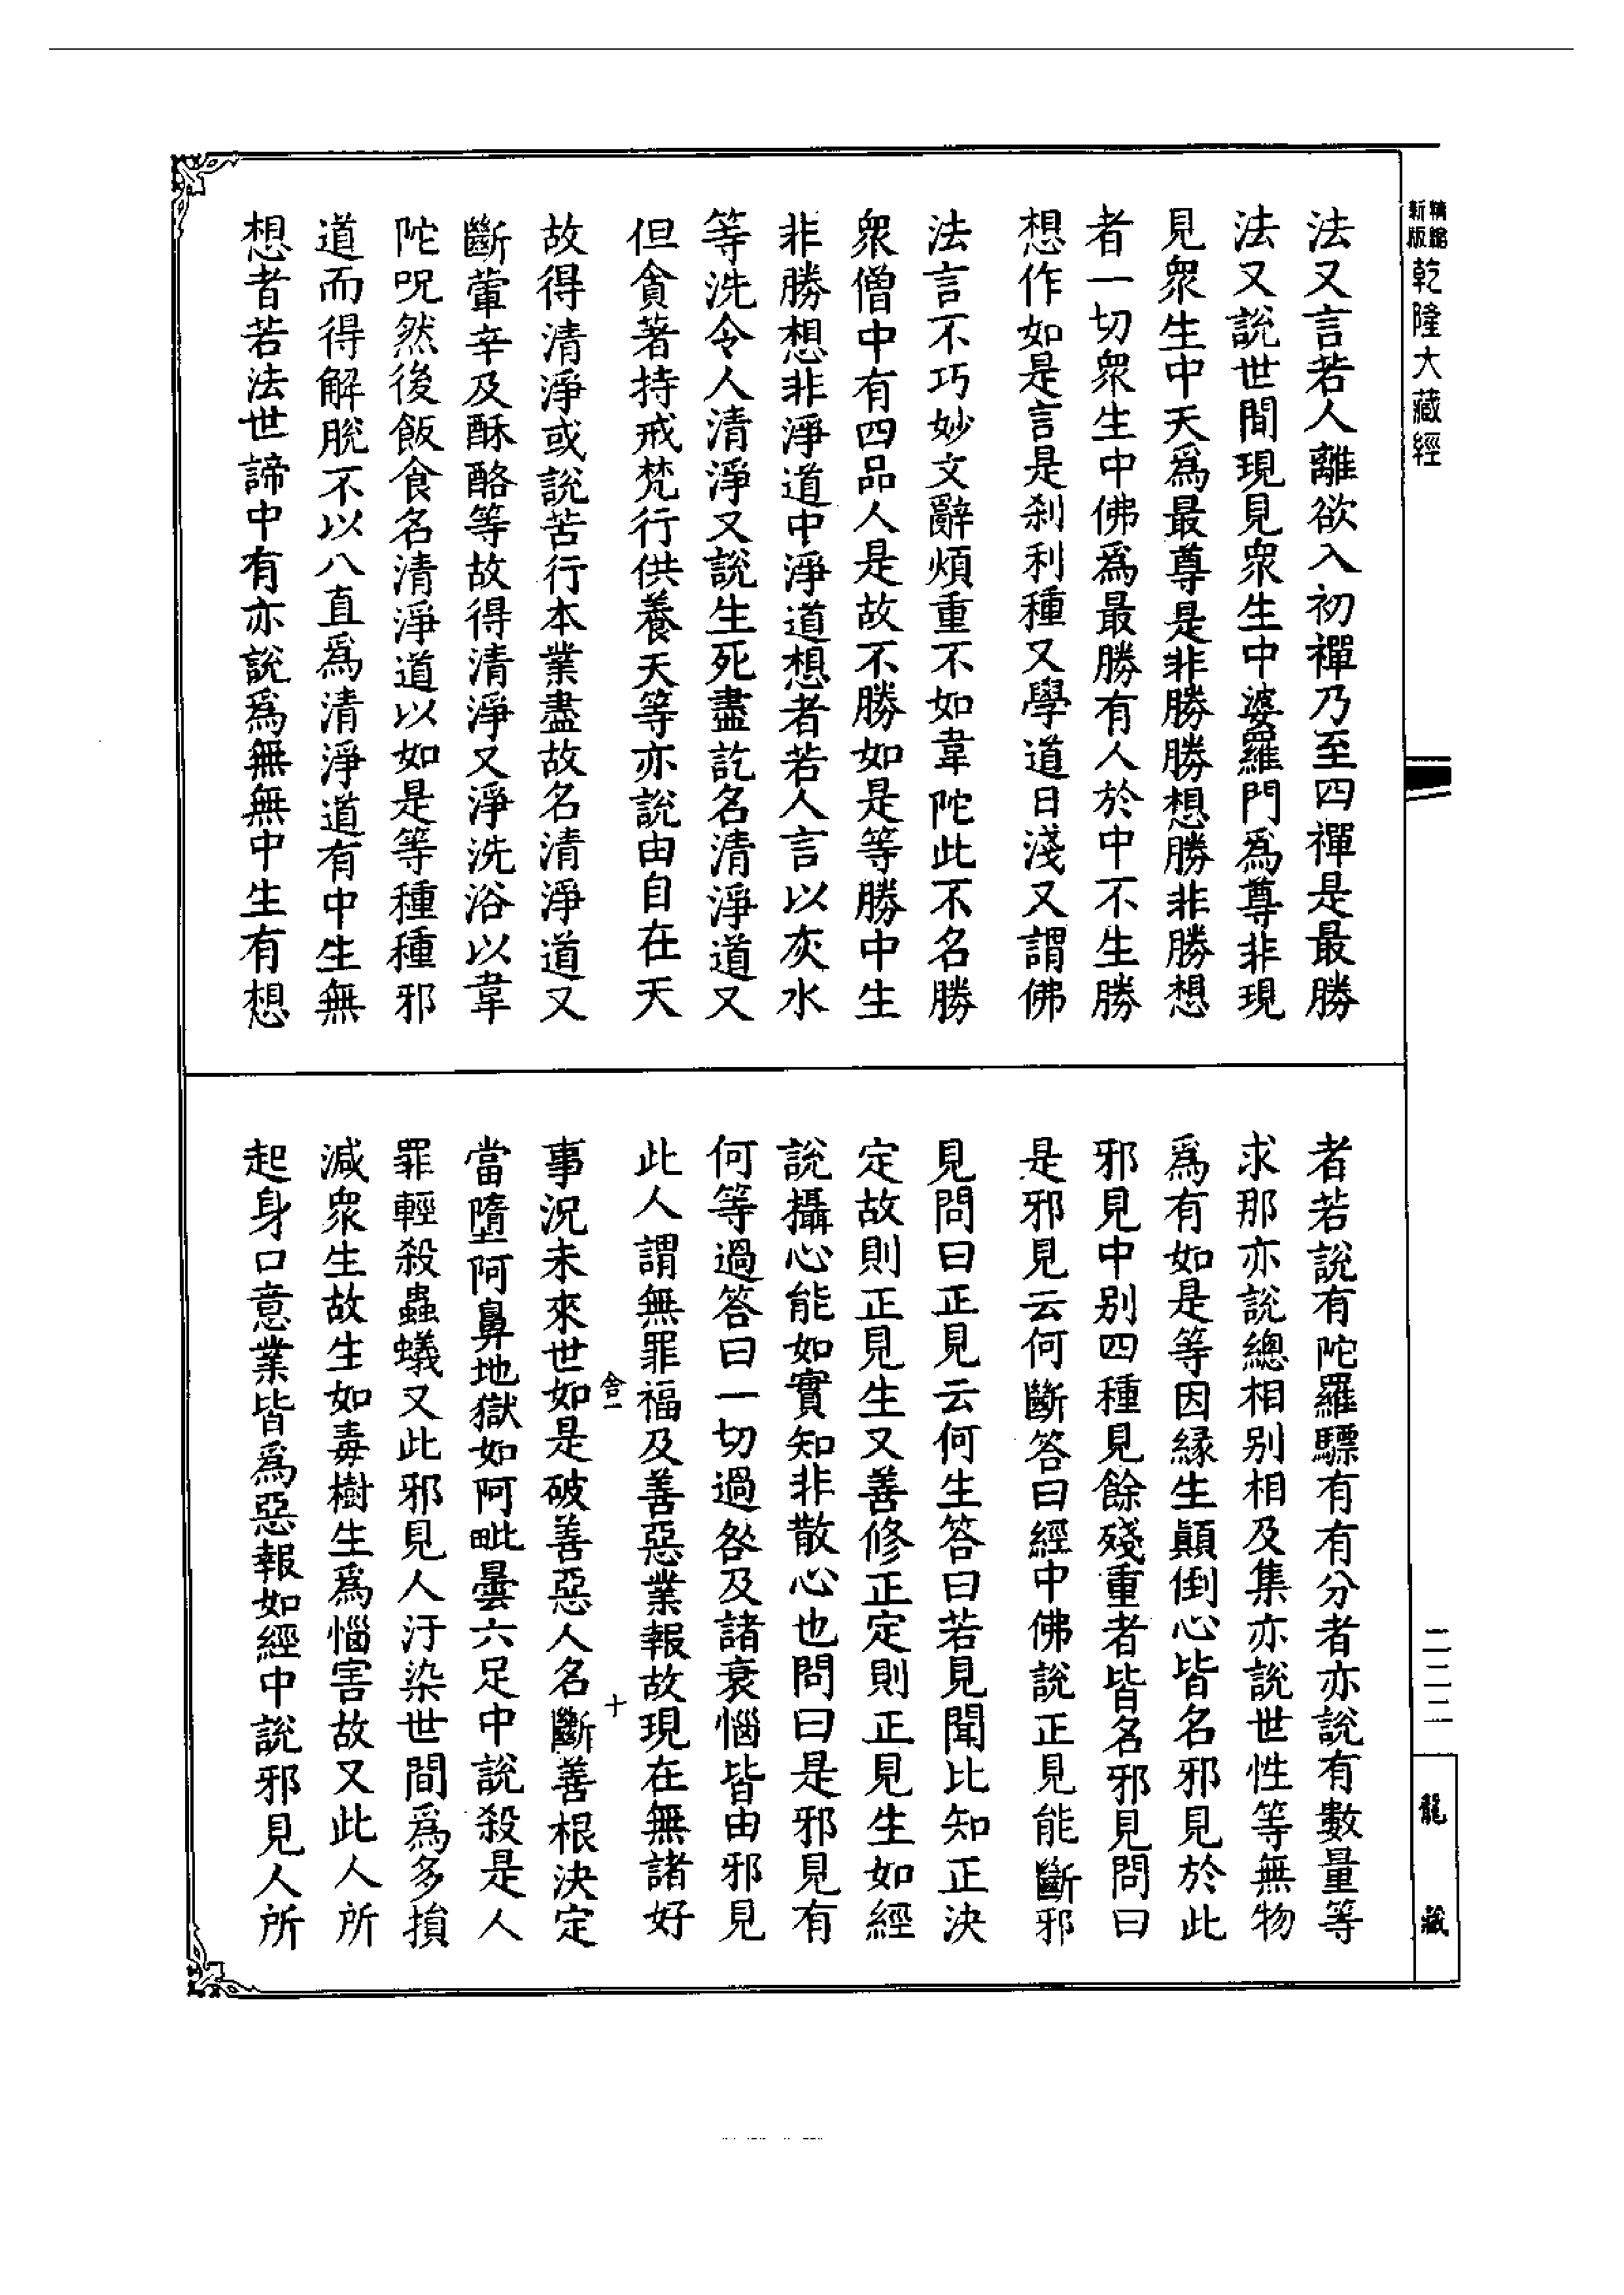 精縮新版乾隆大藏經
法又言若人離欲入初禪乃至四禪是最勝
法又說世間現見衆生中婆羅門爲尊非現
見衆生中天爲最尊是非勝勝想勝非勝想
者一切衆生中佛爲最勝有人於中不生勝
想作如是言是刹利種又學道日淺又謂佛
法言不巧妙文辭煩重不如韋陀此不名勝
衆僧中有四品人是故不勝如是等勝中生
非勝想非淨道中淨道想者若人言以灰水
等洗令人清淨又說生死盡訖名清淨道又
但貪著持戒梵行供養天等亦說由自在天
故得清淨或說苦行本業盡故名清淨道又
斷葷辛及酥酪等故得清淨又淨洗浴以韋
陀呪然後飯食名清淨道以如是等種種邪
道而得解脫不以八直爲清淨道有中生無
想者若法世諦中有亦說爲無無中生有想
者若說有陀羅驃有有分者亦說有數量等
求那亦說總相別相及集亦說世性等無物
爲有如是等因緣生顛倒心皆名邪見於此
邪見中別四種見餘殘重者皆名邪見問曰
是邪見云何斷答曰經中佛說正見能斷邪
見問曰正見云何生答曰若見聞比知正決
定故則正見生又善修正定則正見生如經
說攝心能如實知非散心也問曰是邪見有
何等過答曰一切過咎及諸衰惱皆由邪見
此人謂無罪福及善惡業報故現在無諸好
舍一 十
事況未來世如是破善惡人名斷善根決定
當墮阿鼻地獄如阿毗曇六足中說殺是人
罪輕殺蟲蟻又此邪見人汙染世間爲多損
減衆生故生如毒樹生爲惱害故又此人所
起身口意業皆爲惡報如經中說邪見人所
二二二
龍藏